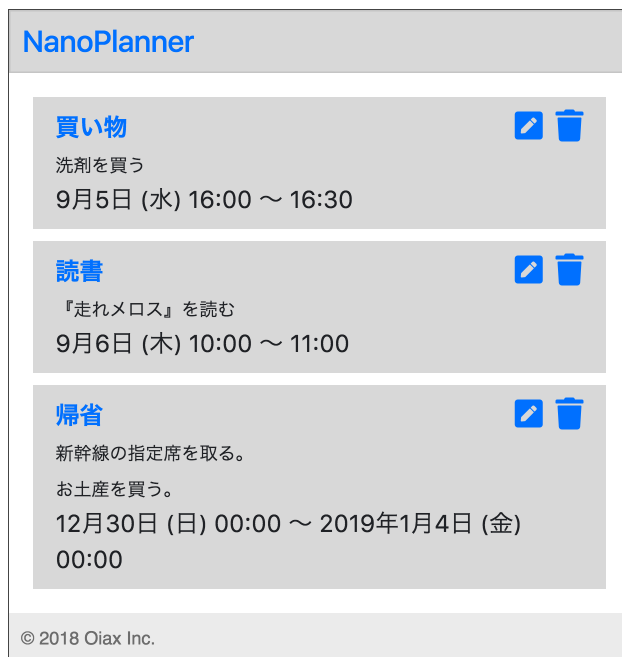 NanoPlanner
買い物
洗剤を買う
9月5日 (水) 16:00 〜 16:30
読書
『走れメロス』を読む
9月6日 (木) 10:00 〜 11:00
帰省
新幹線の指定席を取る。
お土産を買う。
12月30日 (日) 00:00 〜 2019年1月4日 (金)
00:00
© 2018 Oiax Inc.